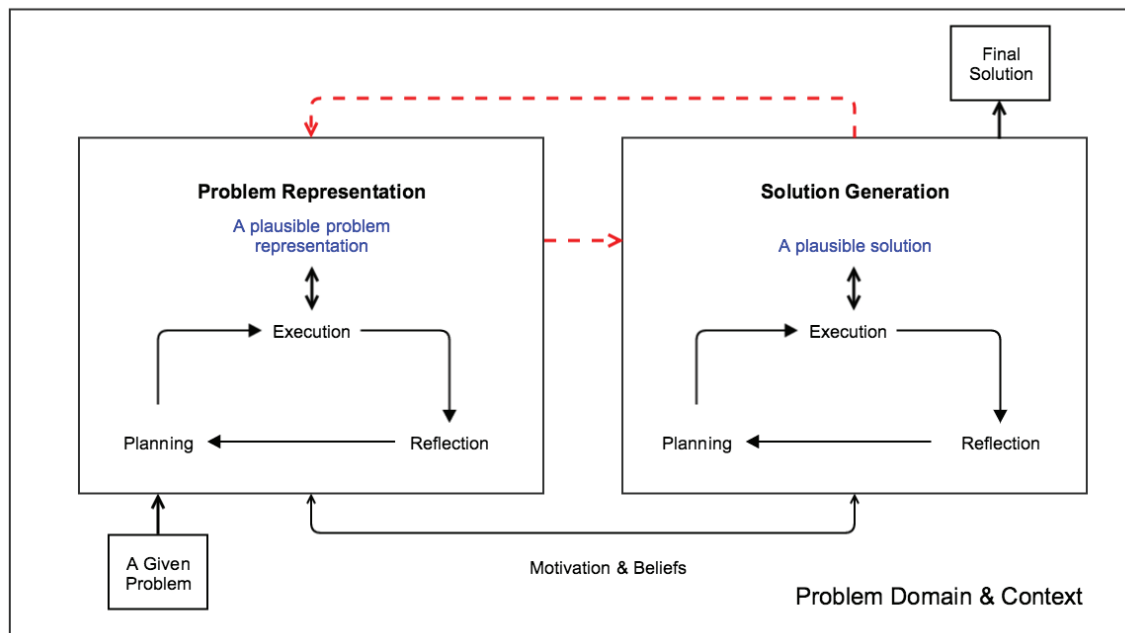 Final
Solution
Problem Representation
A plausible problem
representation
Execution
Planning
Reflection
Solution Generation
A plausible solution
Execution
Planning
Reflection
A Given
Problem
Motivation & Beliefs
Problem Domain & Context